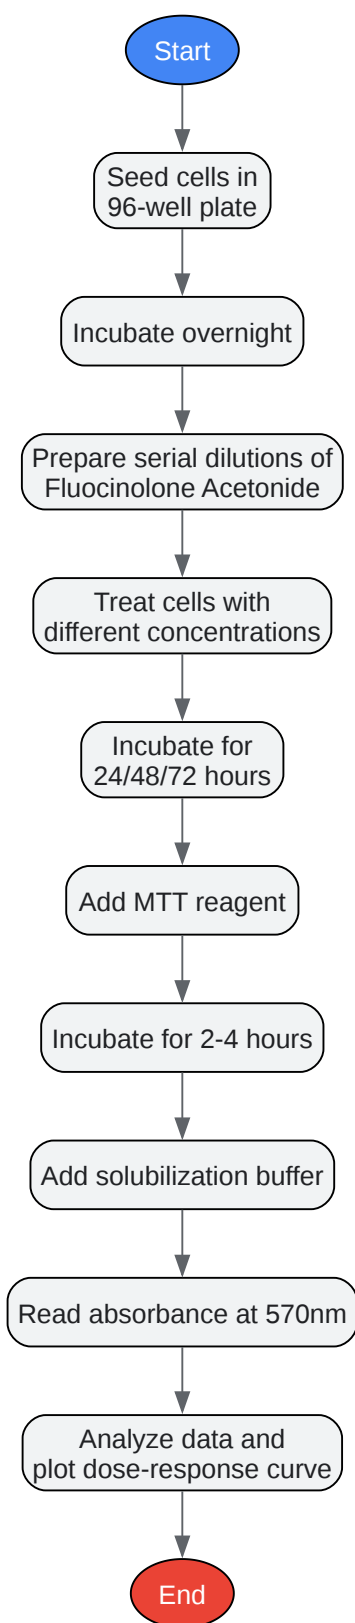 Start
Seed cells in
96-well plate
Incubate overnight
Prepare serial dilutions of
Fluocinolone Acetonide
Treat cells with
different concentrations
Incubate for
24/48/72 hours
Add MTT reagent
Incubate for 2-4 hours
Add solubilization buffer
Read absorbance at 570nm
Analyze data and
plot dose-response curve
End